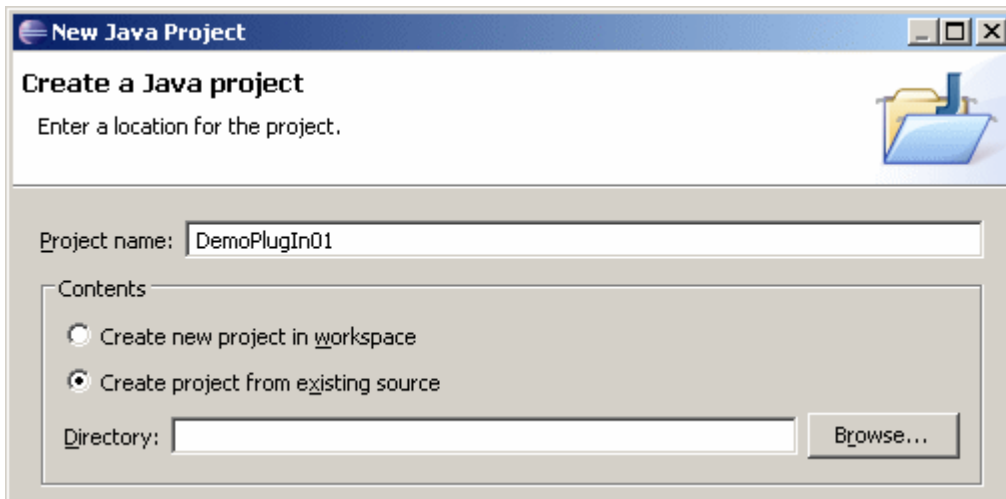 New Java Project
Create a Java project
Enter a location for the project.
Project name: DemoPlugIn01
Contents
Create new project in workspace
Create project from existing source
Directory: Browse...